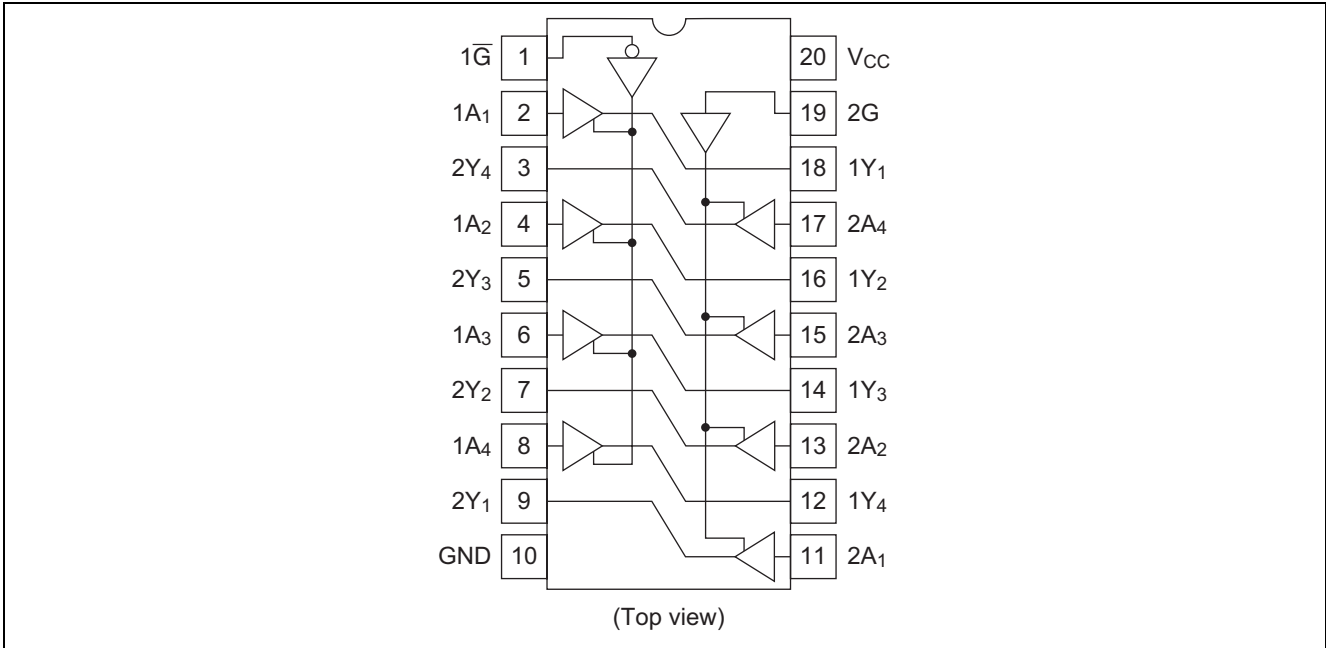 1G̅ 1 20 VCC
1A1 2 19 2G
2Y4 3 18 1Y1
1A2 4 17 2A4
2Y3 5 16 1Y2
1A3 6 15 2A3
2Y2 7 14 1Y3
1A4 8 13 2A2
2Y1 9 12 1Y4
GND 10 11 2A1
(Top view)